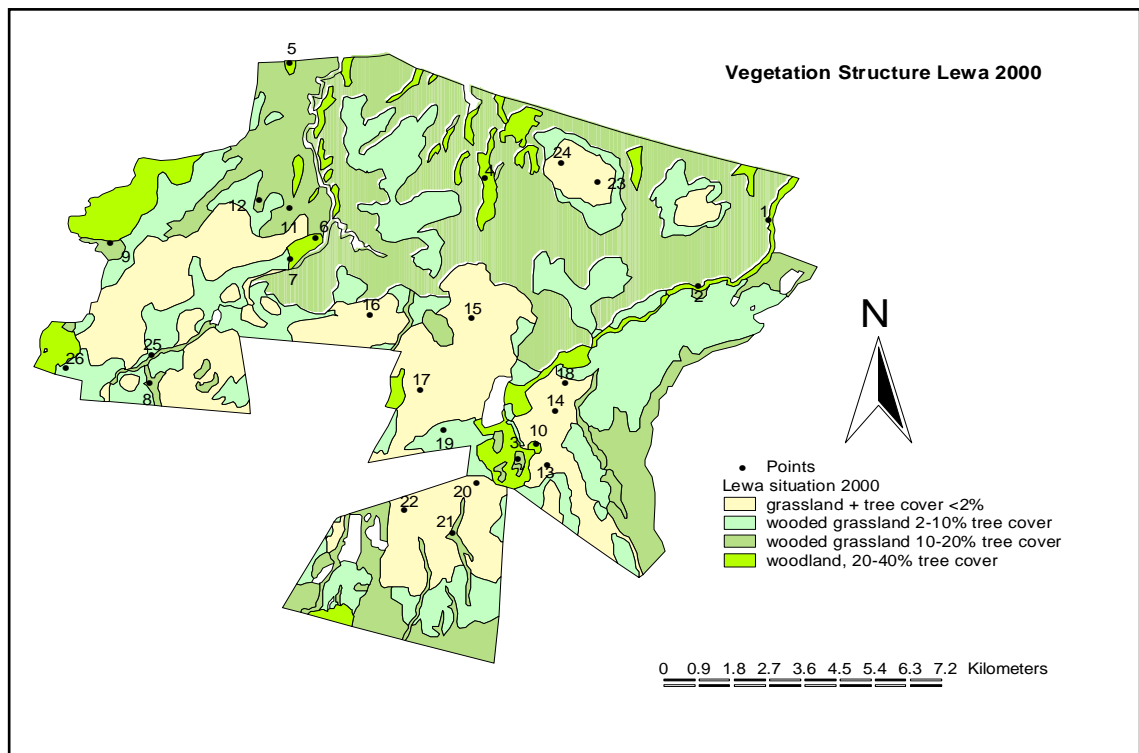 Vegetation Structure Lewa 2000
5
24
23
4
12
11
6
1
9
7
2
16
15
N
25
26
8
17
18
14
19
3
10
13
20
22
21
Points
Lewa situation 2000
grassland + tree cover <2%
wooded grassland 2-10% tree cover
wooded grassland 10-20% tree cover
woodland, 20-40% tree cover
0 0.9 1.8 2.7 3.6 4.5 5.4 6.3 7.2 Kilometers